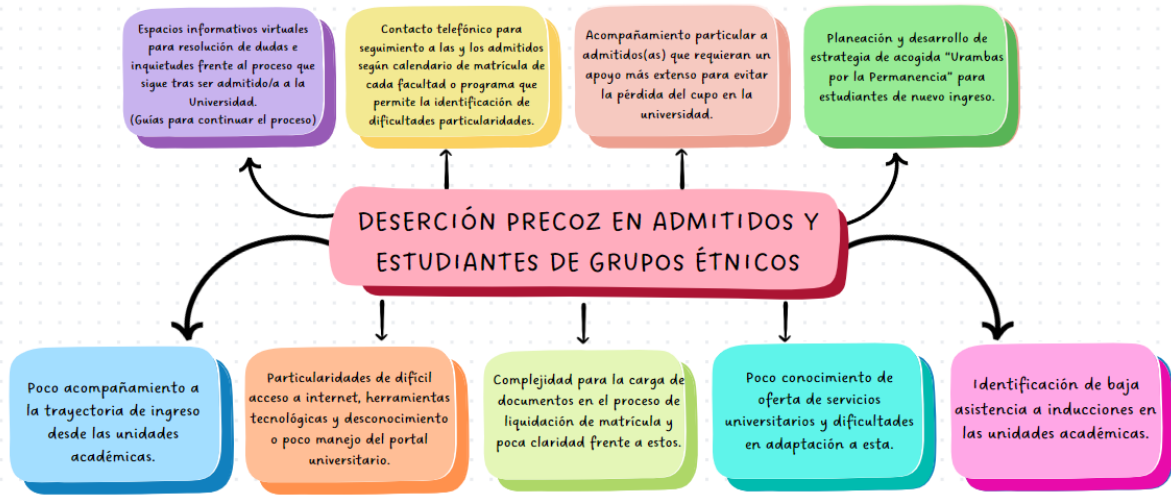 Espacios informativos virtuales
para resolución de dudas e
inquietudes frente al proceso que
sigue tras ser admitido/a a la
Universidad.
(Guías para continuar el proceso)
Contacto telefónico para
seguimiento a las y los admitidos
según calendario de matrícula de
cada facultad o programa que
permite la identificación de
dificultades particularidades.
Acompañamiento particular a
admitidos(as) que requieran un
apoyo más extenso para evitar
la pérdida del cupo en la
universidad.
Planeación y desarrollo de
estrategia de acogida "Urambas
por la Permanencia" para
estudiantes de nuevo ingreso.
DESERCIÓN PRECOZ EN ADMITIDOS Y
ESTUDIANTES DE GRUPOS ÉTNICOS
Poco acompañamiento a
la trayectoria de ingreso
desde las unidades
académicas.
Particularidades de difícil
acceso a internet, herramientas
tecnológicas y desconocimiento
o poco manejo del portal
universitario.
Complejidad para la carga de
documentos en el proceso de
liquidación de matrícula y
poca claridad frente a estos.
Poco conocimiento de
oferta de servicios
universitarios y dificultades
en adaptación a esta.
Identificación de baja
asistencia a inducciones en
las unidades académicas.